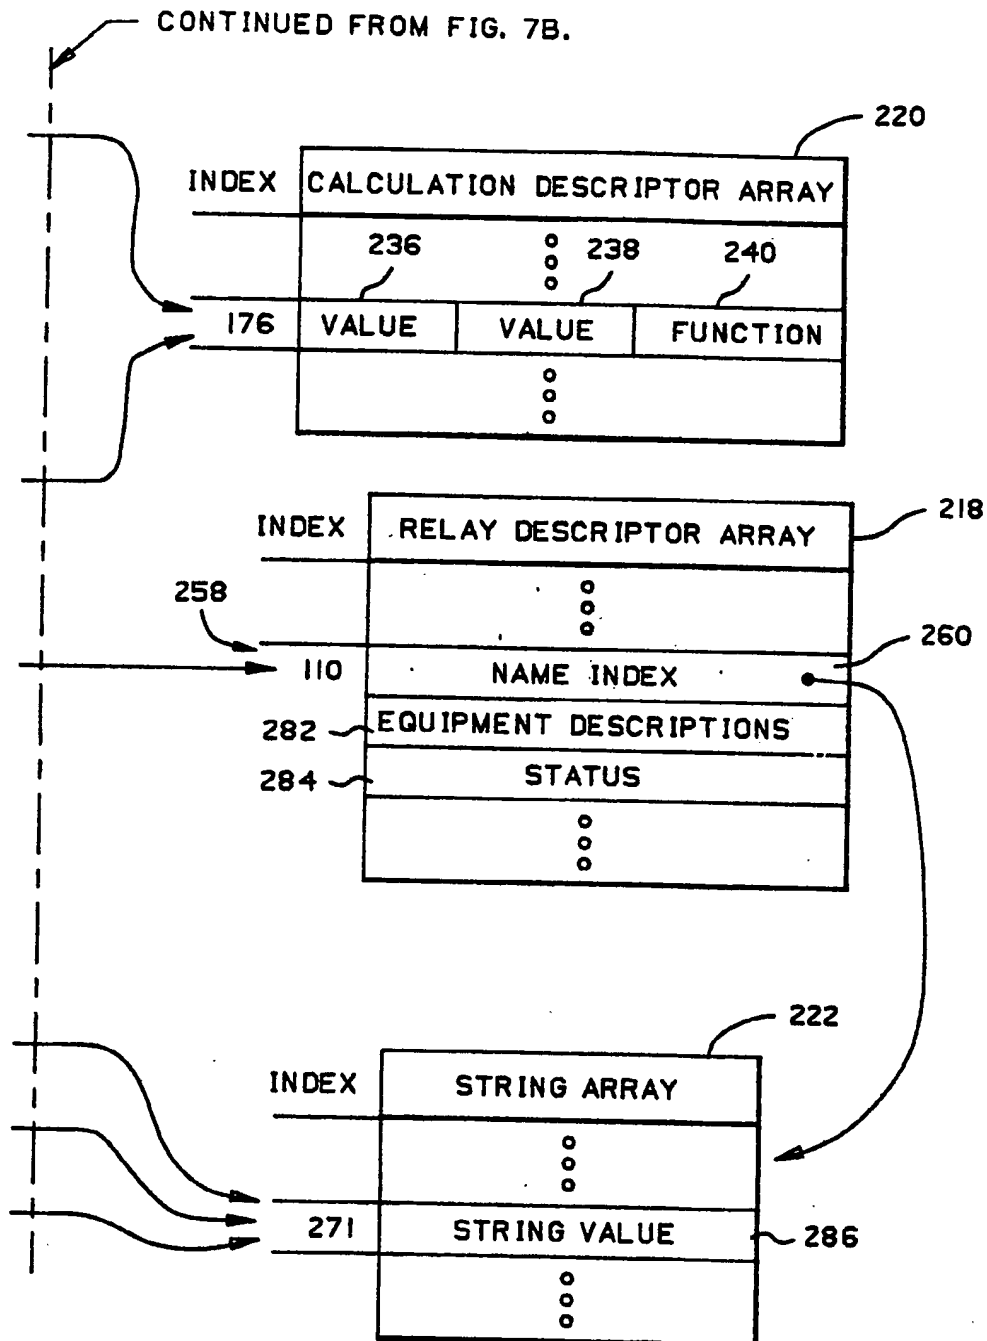 CONTINUED FROM FIG. 7B.
220
INDEX CALCULATION DESCRIPTOR ARRAY
236 238 240
176 VALUE VALUE FUNCTION
218
INDEX RELAY DESCRIPTOR ARRAY
258
260
110 NAME INDEX
282 EQUIPMENT DESCRIPTIONS
284 STATUS
222
INDEX STRING ARRAY
271 STRING VALUE 286